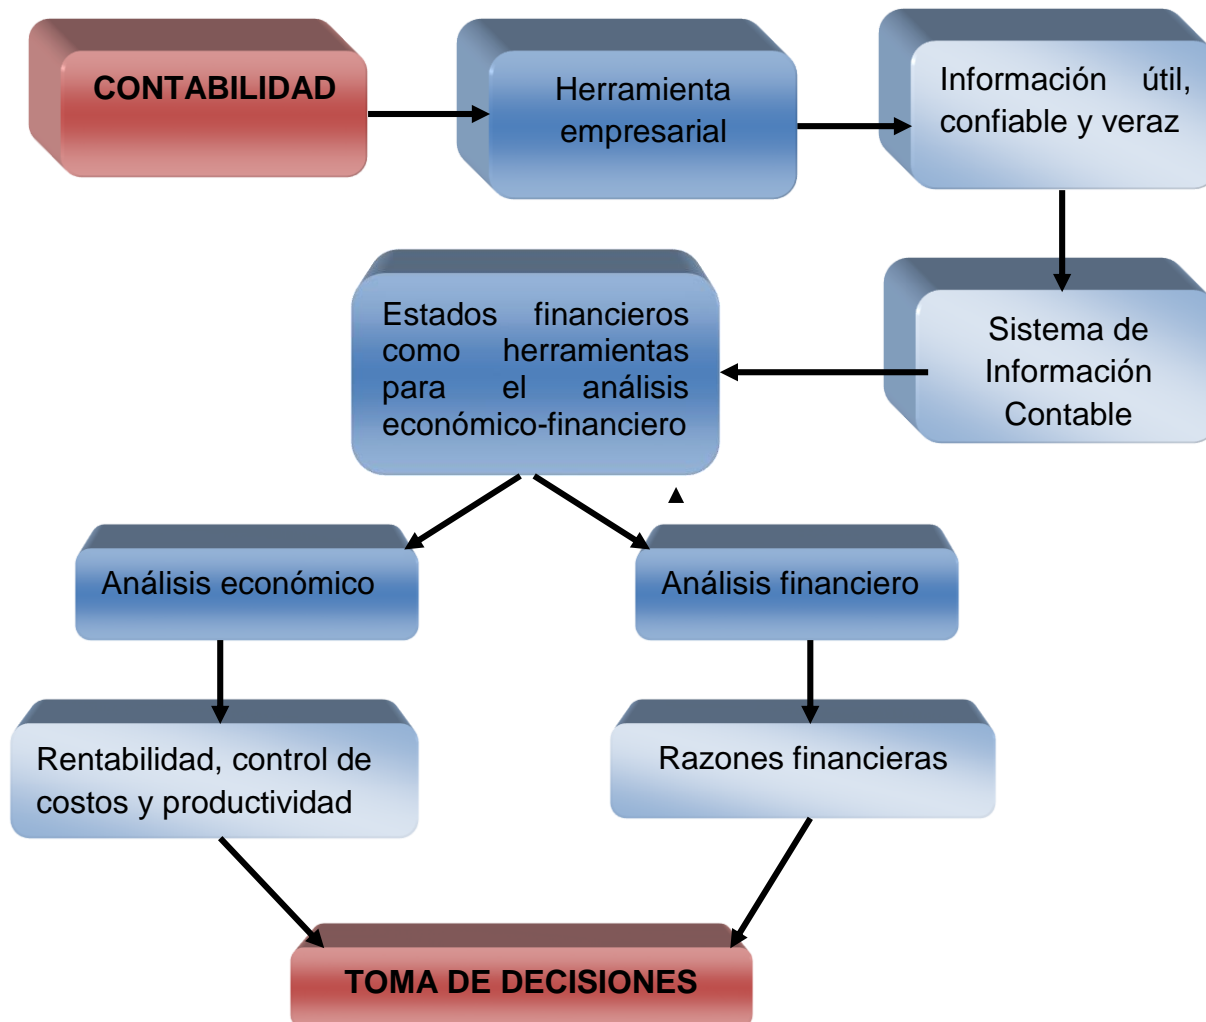 CONTABILIDAD
Herramienta
empresarial
Información útil,
confiable y veraz
Sistema de
Información
Contable
Estados financieros
como herramientas
para el análisis
económico-financiero
Análisis económico
Análisis financiero
Rentabilidad, control de
costos y productividad
Razones financieras
TOMA DE DECISIONES